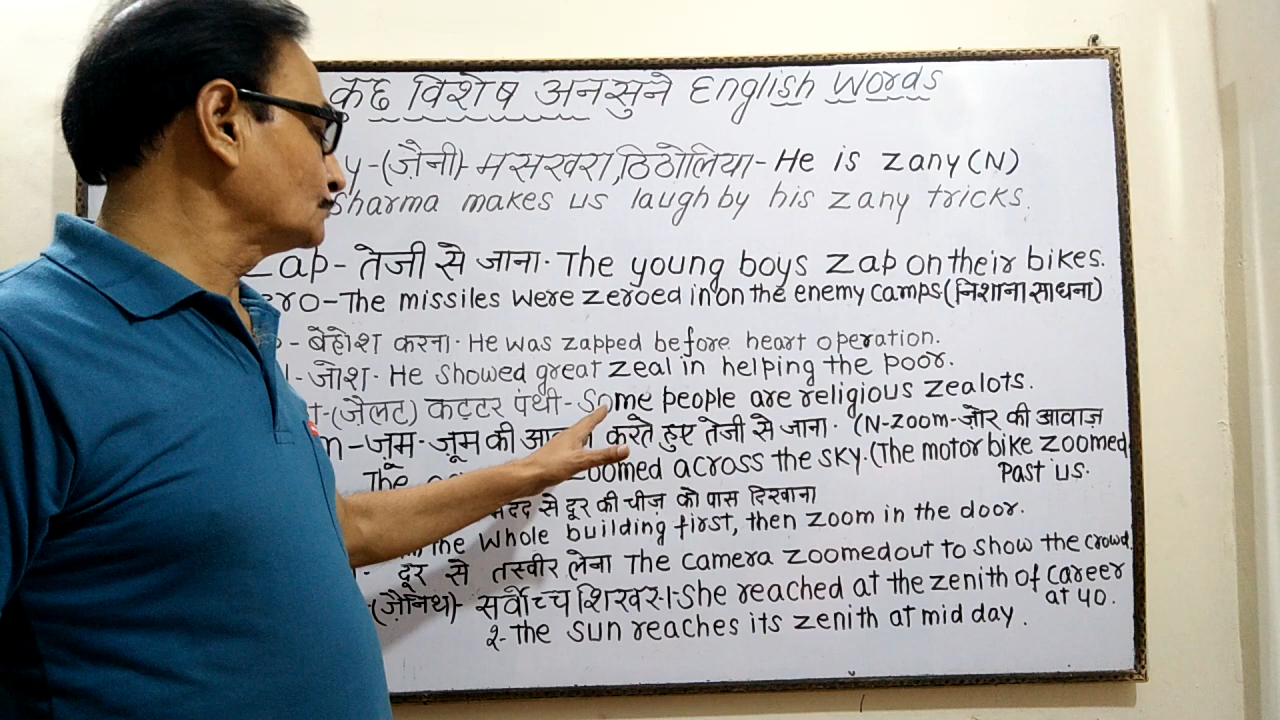 कुछ विशेष अनसुने English Words
y-(ज़ैनी)- मसखरा,ठिठोलिया- He is zany(N)
Sharma makes us laugh by his zany tricks.
Zap- तेजी से जाना. The young boys zap on their bikes.
ero-The missiles were zeroed in on the enemy camps(निशाना साधना)
- बेहोश करना. He was zapped before heart operation.
l-जोश- He showed great zeal in helping the poor.
t-(ज़ैलट) कट्टर पंथी- Some people are religious zealots.
m-जूम-ज़ूम की करते हुए तेजी से जाना. (N-Zoom-ज़ोर की आवाज़
The zoomed across the sky.(The motor bike zoomed
Past us.
मदद से दूर की चीज को पास दिखाना
the whole building first, then zoom in the door.
- दूर से तस्वीर लेना The camera zoomed out to show the crowd.
(ज़ैनिथ)- सर्वोच्च शिखर।-She reached at the zenith of career
at 40.
2-The sun reaches its zenith at mid day.